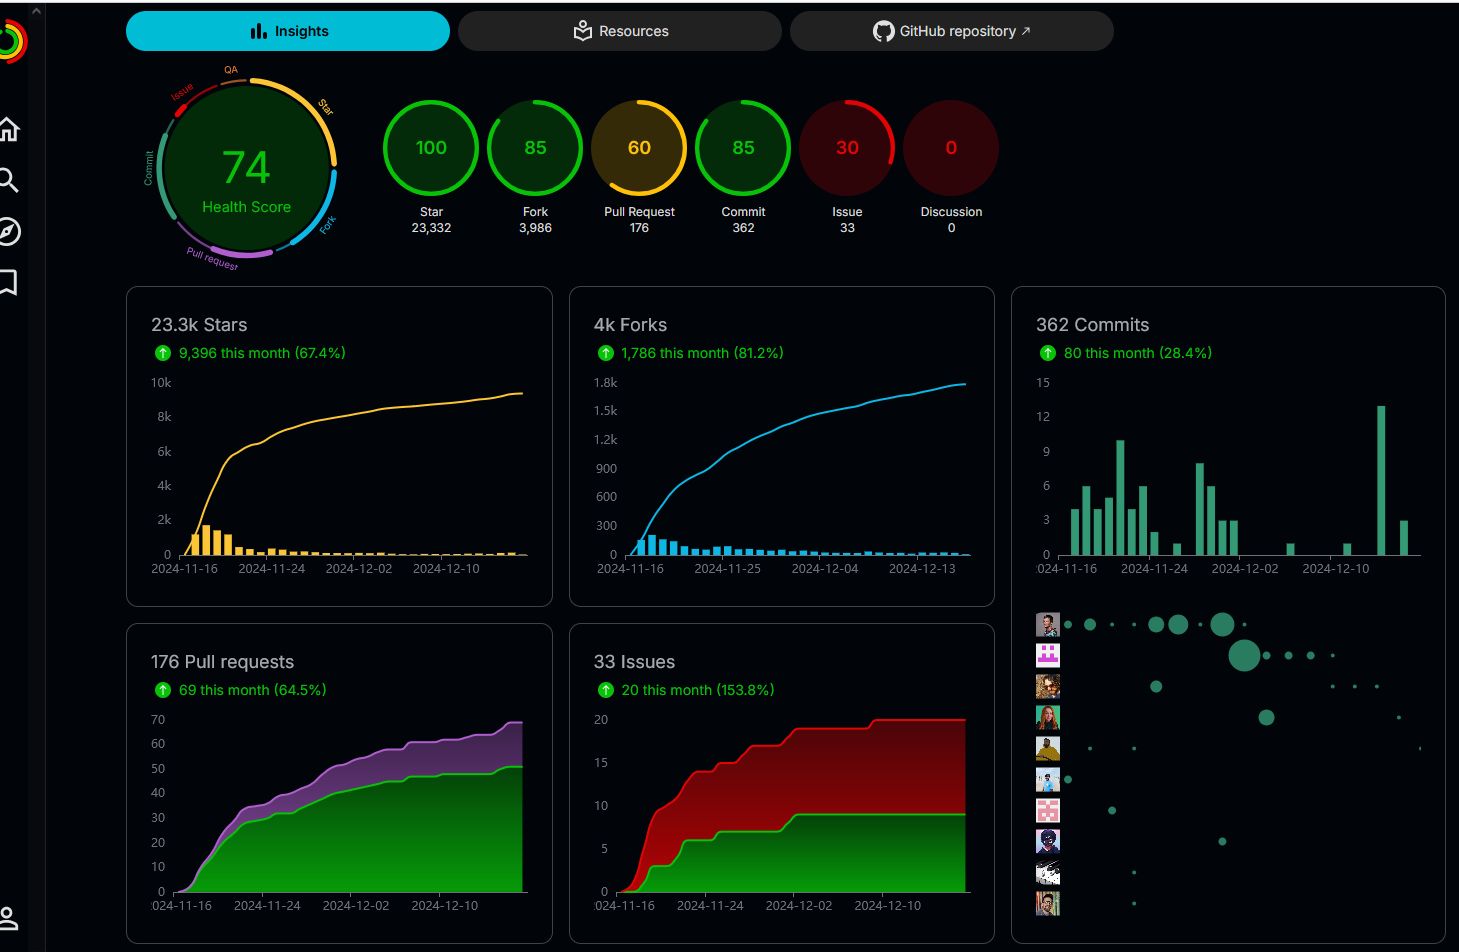 Insights
Resources
GitHub repository ↗
QA
Issue
Star
Commit
Fork
Pull request
74
Health Score
100
85
60
85
30
0
Star
Fork
Pull Request
Commit
Issue
Discussion
23,332
3,986
176
362
33
0
23.3k Stars
9,396 this month (67.4%)
10k
8k
6k
4k
2k
0
2024-11-16 2024-11-24 2024-12-02 2024-12-10
4k Forks
1,786 this month (81.2%)
1.8k
1.5k
1.2k
900
600
300
0
2024-11-16 2024-11-25 2024-12-04 2024-12-13
362 Commits
80 this month (28.4%)
15
12
9
6
3
0
024-11-16 2024-11-24 2024-12-02 2024-12-10
176 Pull requests
69 this month (64.5%)
70
60
50
40
30
20
10
0
024-11-16 2024-11-24 2024-12-02 2024-12-10
33 Issues
20 this month (153.8%)
20
15
10
5
0
024-11-16 2024-11-24 2024-12-02 2024-12-10